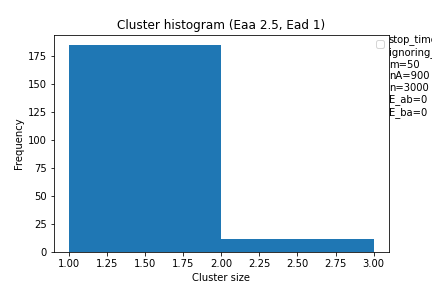 Cluster histogram (Eaa 2.5, Ead 1)
175
150
125
100
75
50
25
0
Frequency
1.00 1.25 1.50 1.75 2.00 2.25 2.50 2.75 3.00
Cluster size
m=50
nA=900
n=3000
E_ab=0
E_ba=0